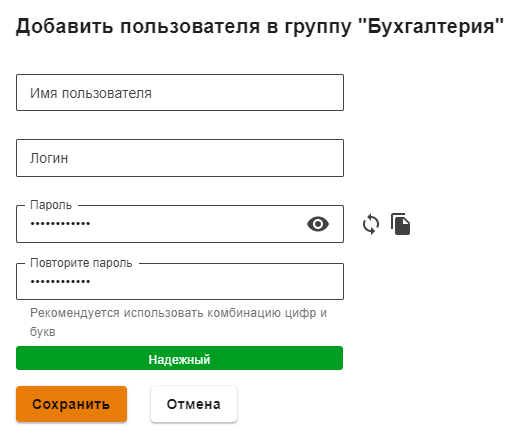 Добавить пользователя в группу "Бухгалтерия"
Имя пользователя
Логин
Пароль
••••••••••••
Повторите пароль
••••••••••••
Рекомендуется использовать комбинацию цифр и
букв
Надежный
Сохранить
Отмена